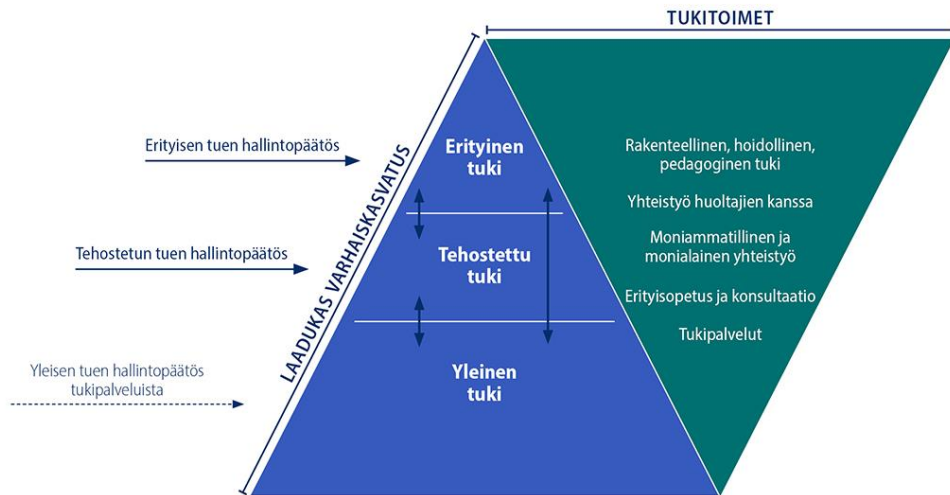 TUKITOIMET
LAADUKAS VARHAISKASVATUS
Erityisen tuen hallintopäätös
Tehostetun tuen hallintopäätös
Yleisen tuen hallintopäätös
tukipalveluista
Erityinen
tuki
Tehostettu
tuki
Yleinen
tuki
Rakenteellinen, hoidollinen,
pedagoginen tuki
Yhteistyö huoltajien kanssa
Moniammatillinen ja
monialainen yhteistyö
Erityisopetus ja konsultaatio
Tukipalvelut